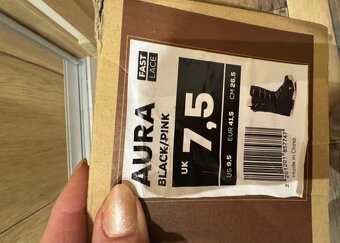 AURA
FAST
LACE
BLACK/PINK
UK 7,5
US 9,5 EUR 41,5 CM 26,5
Made in China